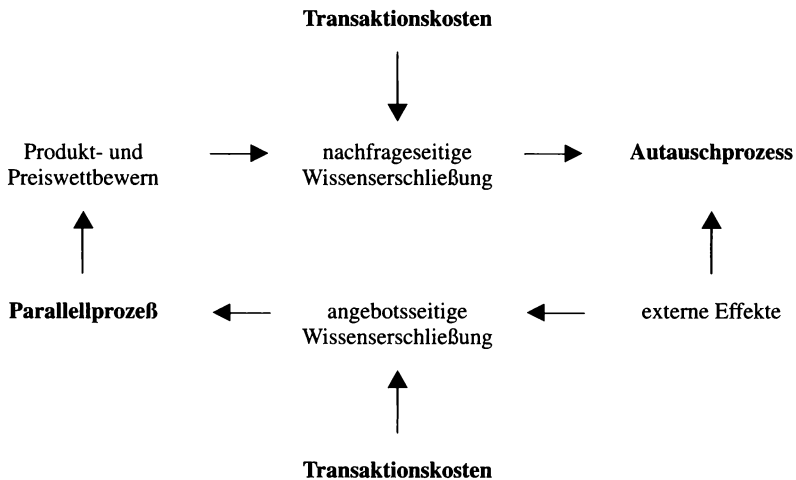 Transaktionskosten
Produkt- und
Preiswettbewern
nachfrageseitige
Wissenserschließung
Autauschprozess
Parallellprozeß
angebotsseitige
Wissenserschließung
externe Effekte
Transaktionskosten